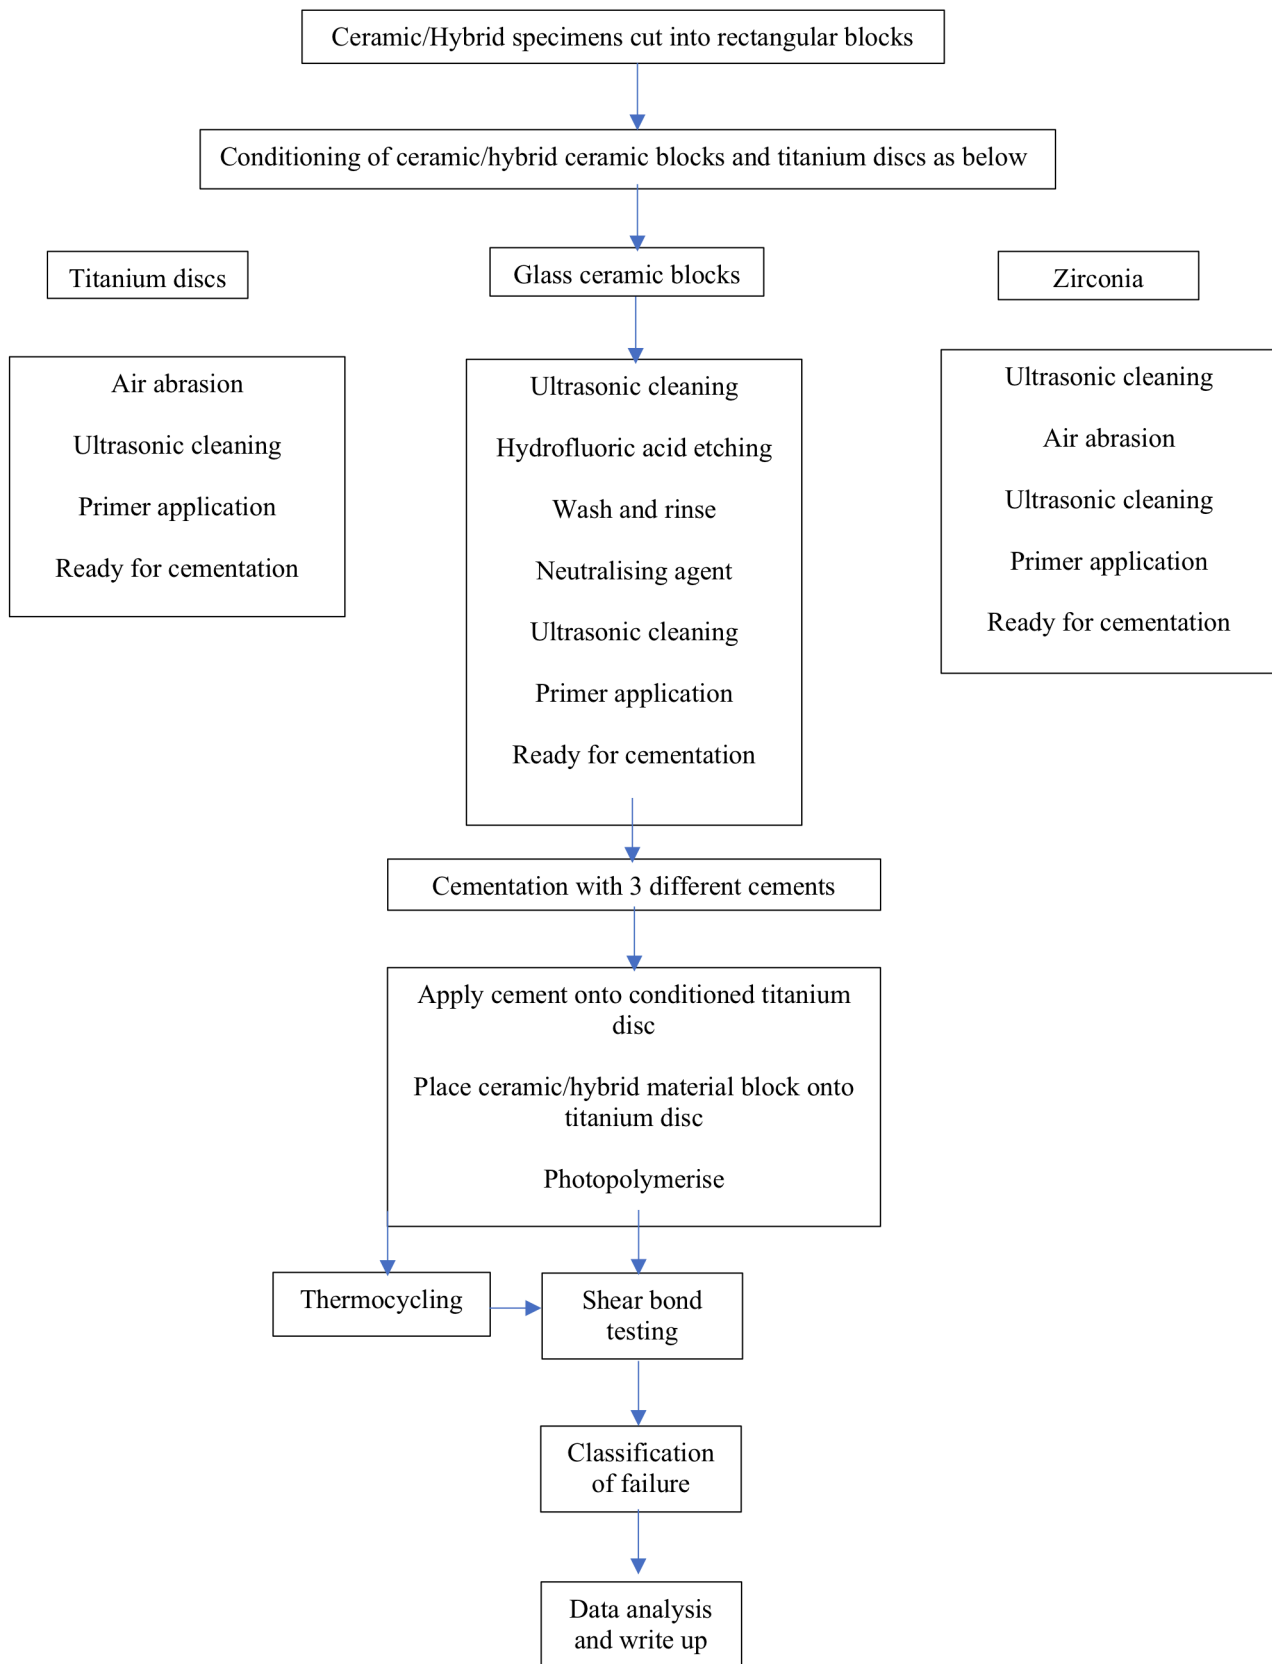 Ceramic/Hybrid specimens cut into rectangular blocks
Conditioning of ceramic/hybrid ceramic blocks and titanium discs as below
Titanium discs
Glass ceramic blocks
Zirconia
Air abrasion
Ultrasonic cleaning
Primer application
Ready for cementation
Ultrasonic cleaning
Hydrofluoric acid etching
Wash and rinse
Neutralising agent
Ultrasonic cleaning
Primer application
Ready for cementation
Ultrasonic cleaning
Air abrasion
Ultrasonic cleaning
Primer application
Ready for cementation
Cementation with 3 different cements
Apply cement onto conditioned titanium
disc
Place ceramic/hybrid material block onto
titanium disc
Photopolymerise
Thermocycling
Shear bond
testing
Classification
of failure
Data analysis
and write up